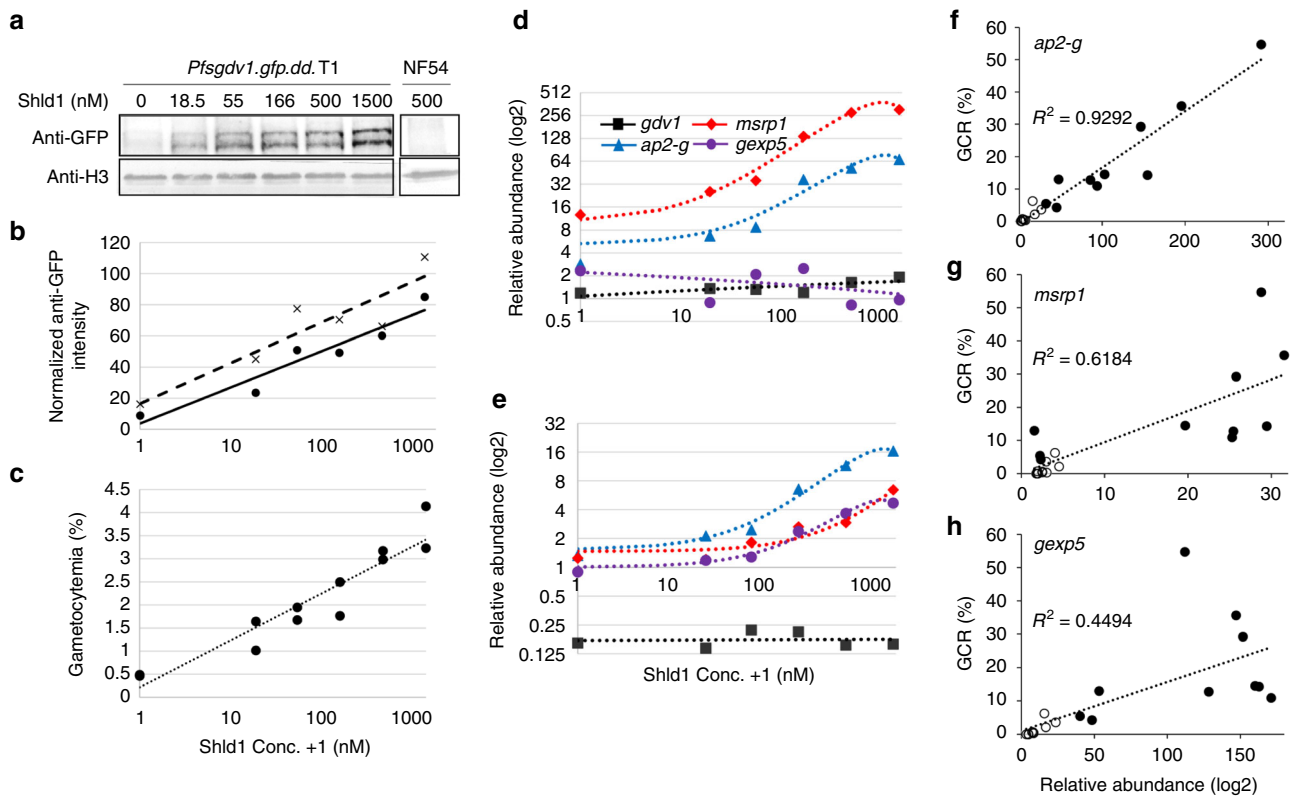 a
Pfsgdv1.gfp.dd.T1
NF54
Shld1 (nM)
0 18.5 55 166 500 1500 500
Anti-GFP
Anti-H3
b
Normalized anti-GFP
intensity
120
100
80
60
40
20
0
1 10 100 1000
c
Gametocytemia (%)
4.5
4
3.5
3
2.5
2
1.5
1
0.5
0
1 10 100 1000
Shld1 Conc. +1 (nM)
d
Relative abundance (log2)
512
256
128
64
32
16
8
4
2
1
0.5
gdv1 msrp1
ap2-g gexp5
1 10 100 1000
e
Relative abundance (log2)
32
16
8
4
2
1
0.5
0.25
0.125
1 10 100 1000
Shld1 Conc. +1 (nM)
f
GCR (%)
60
50
40
30
20
10
0
ap2-g
R² = 0.9292
0 100 200 300
g
GCR (%)
60
50
40
30
20
10
0
msrp1
R² = 0.6184
0 10 20 30
h
GCR (%)
60
50
40
30
20
10
0
gexp5
R² = 0.4494
0 50 100 150
Relative abundance (log2)